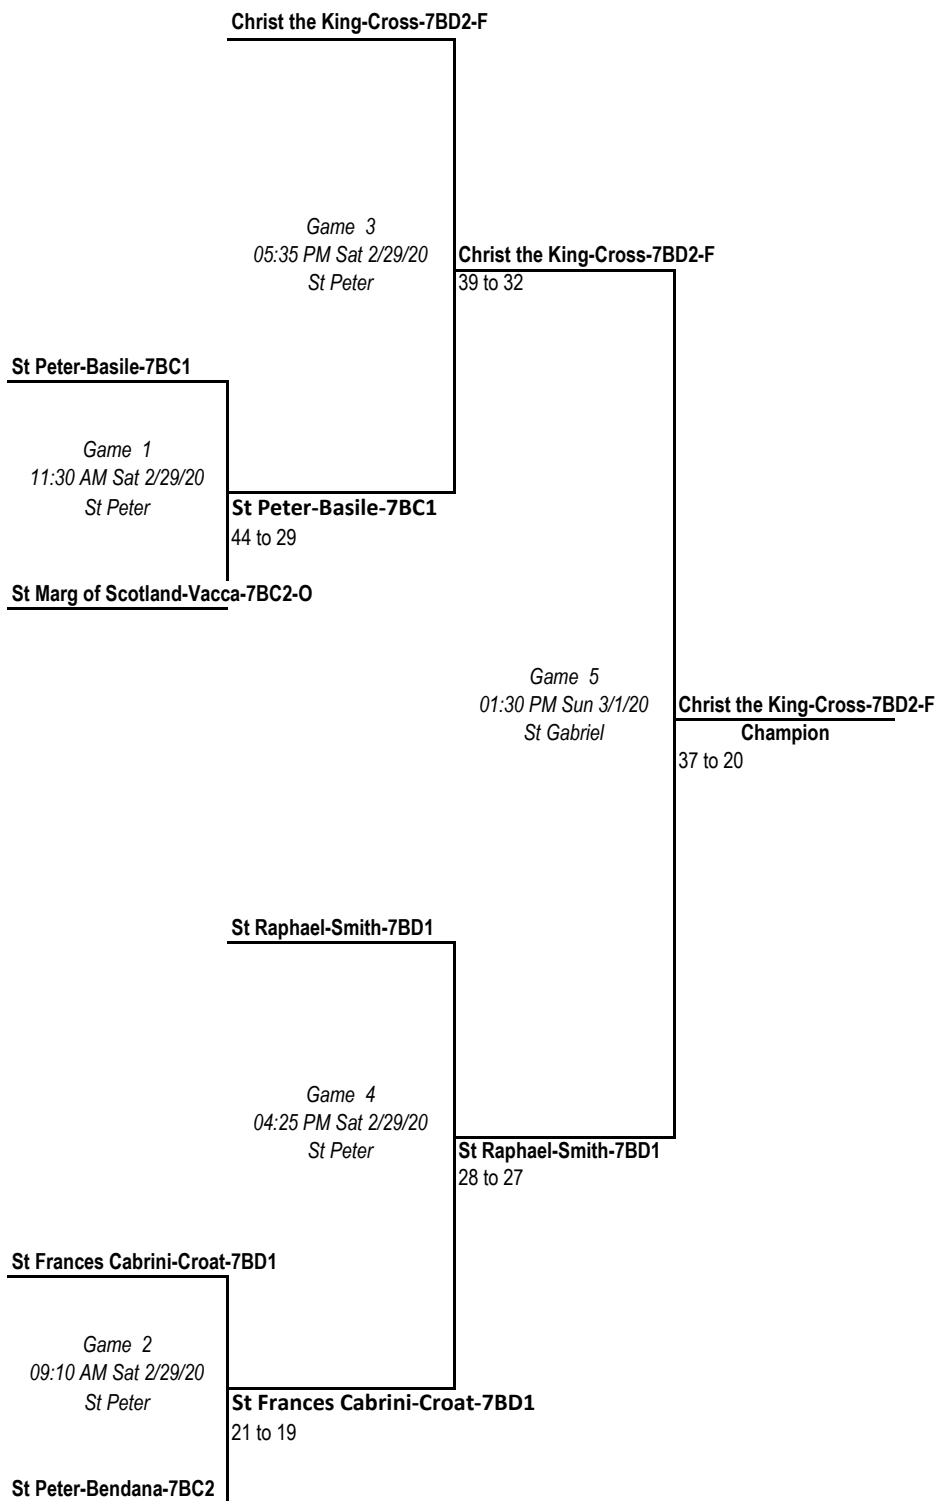 Christ the King-Cross-7BD2-F
Game 3
05:35 PM Sat 2/29/20
St Peter
Christ the King-Cross-7BD2-F
39 to 32
St Peter-Basile-7BC1
Game 1
11:30 AM Sat 2/29/20
St Peter
St Peter-Basile-7BC1
44 to 29
St Marg of Scotland-Vacca-7BC2-O
Game 5
01:30 PM Sun 3/1/20
St Gabriel
Christ the King-Cross-7BD2-F
Champion
37 to 20
St Raphael-Smith-7BD1
Game 4
04:25 PM Sat 2/29/20
St Peter
St Raphael-Smith-7BD1
28 to 27
St Frances Cabrini-Croat-7BD1
Game 2
09:10 AM Sat 2/29/20
St Peter
St Frances Cabrini-Croat-7BD1
21 to 19
St Peter-Bendana-7BC2